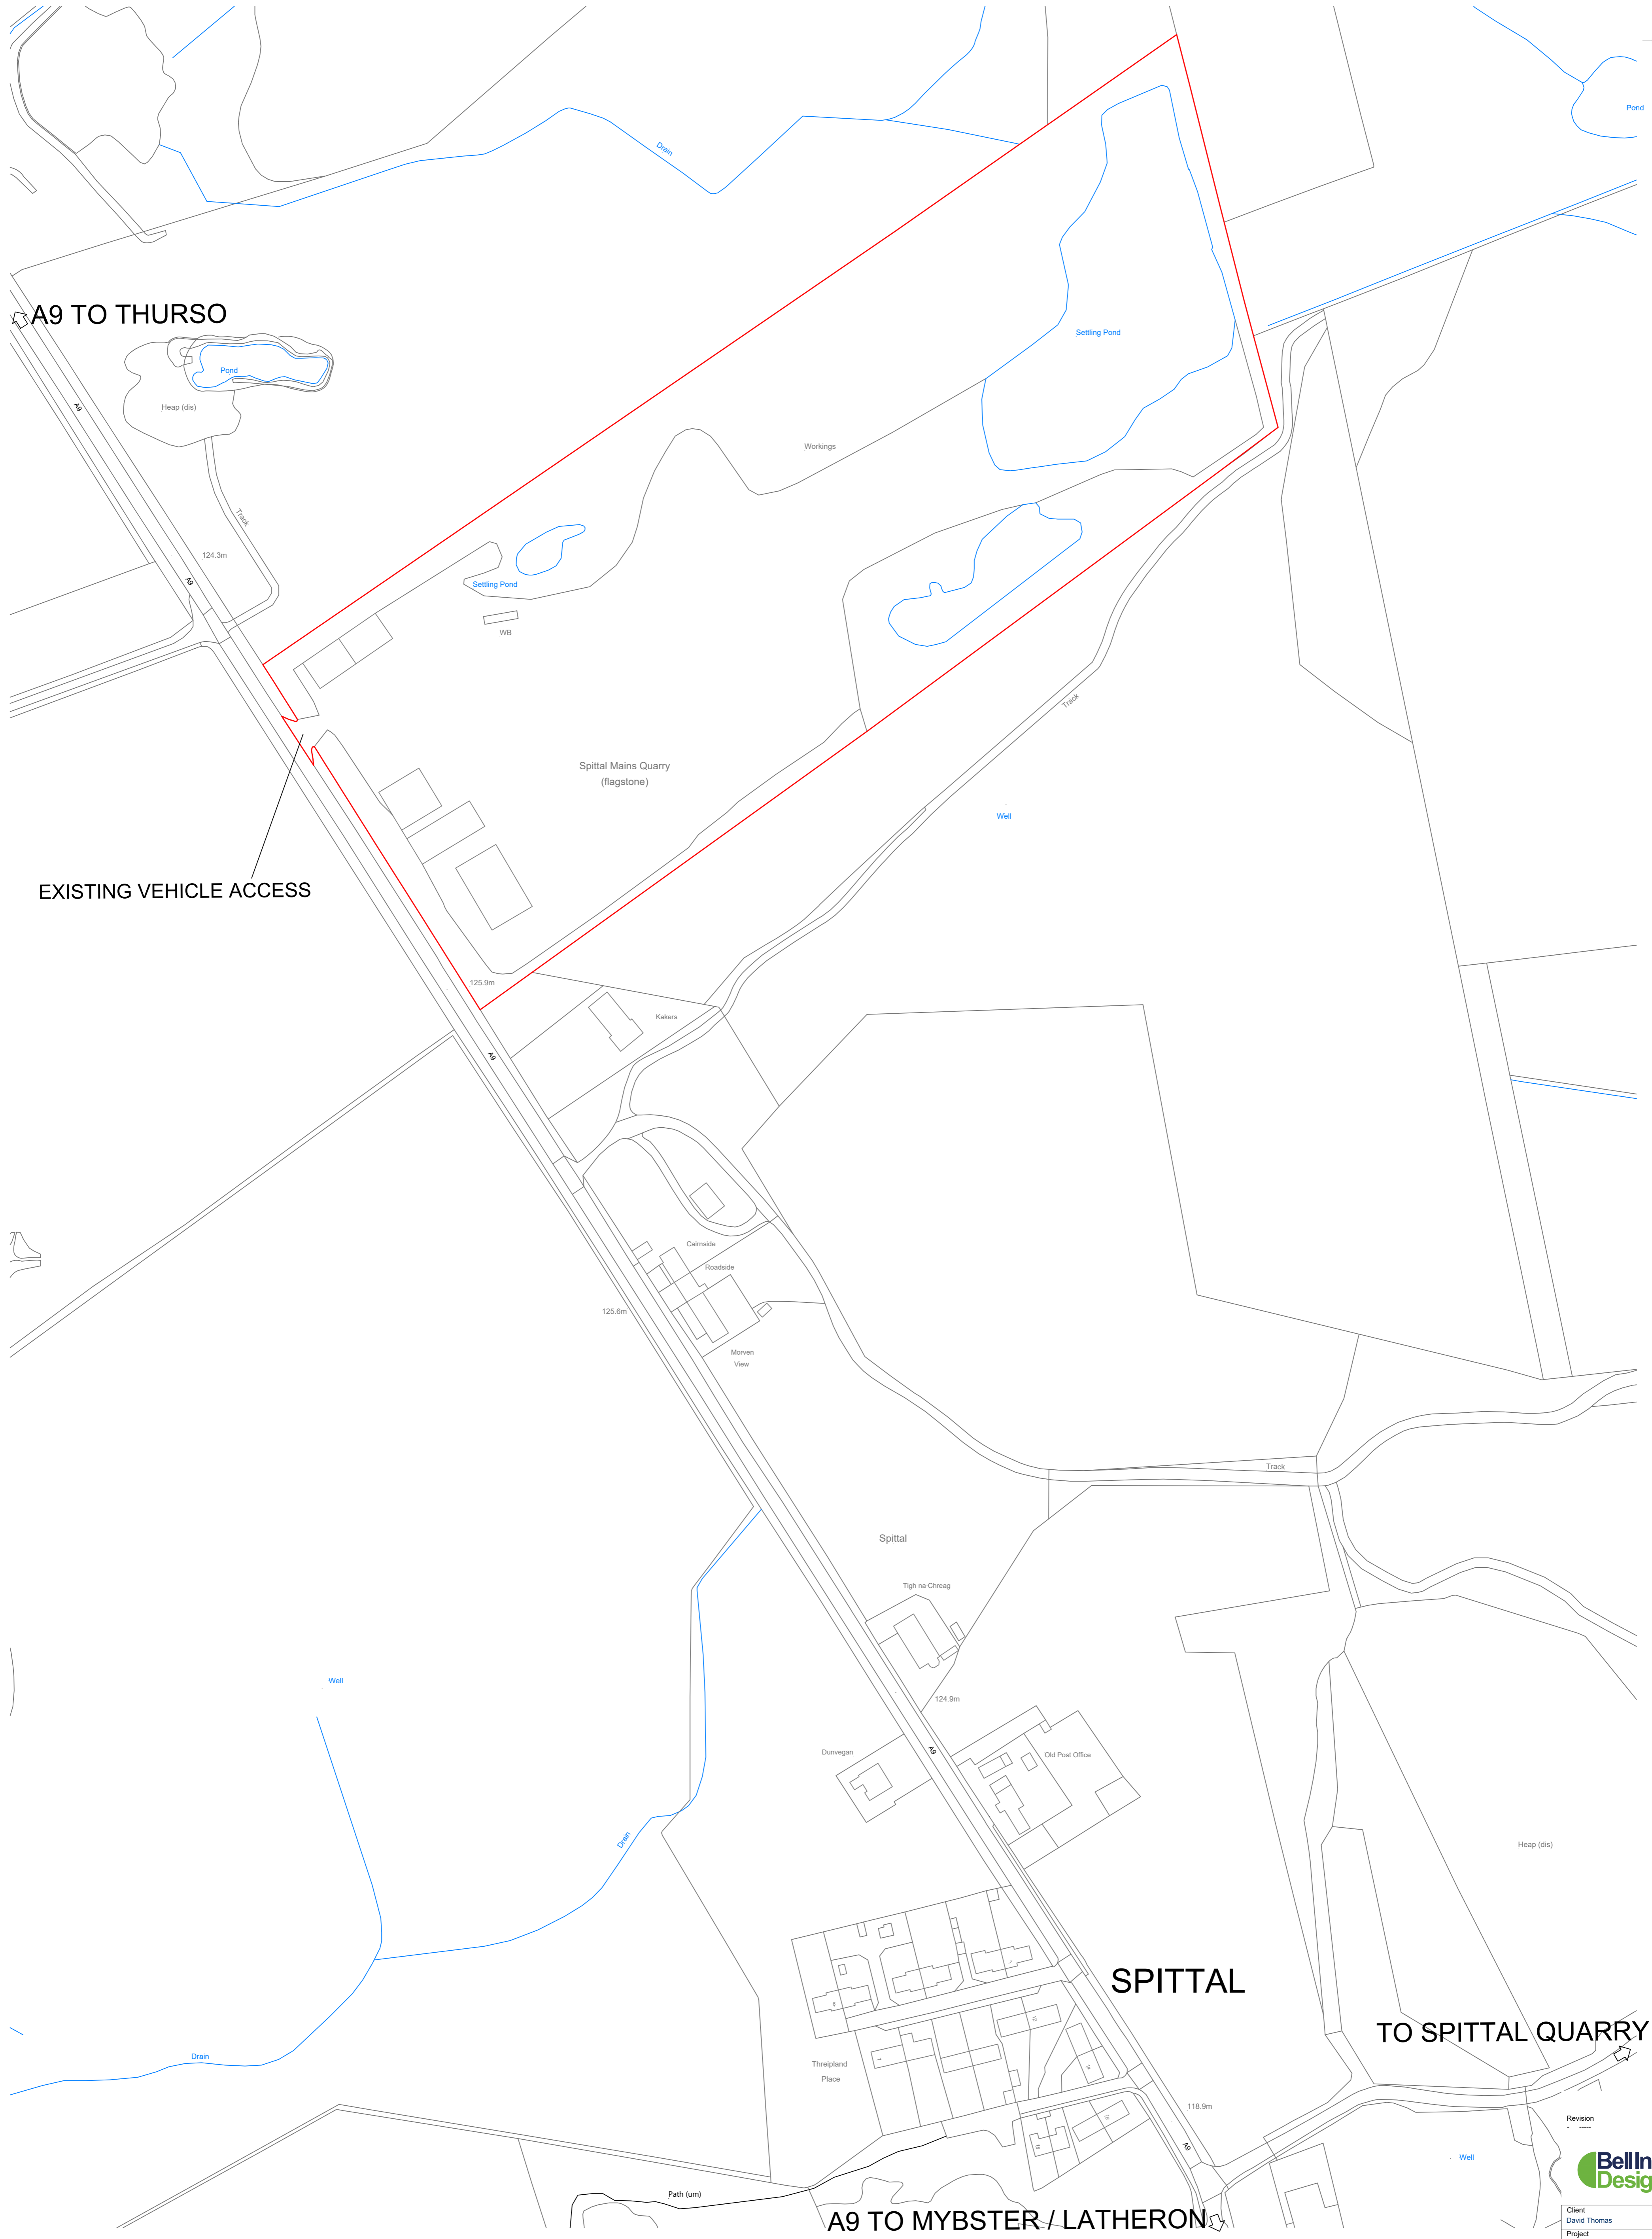 Pond
Drain
A9 TO THURSO
Settling Pond
Pond
Heap (dis)
A9
Workings
Track
124.3m
A9
Settling Pond
WB
Track
Spittal Mains Quarry
(flagstone)
Well
EXISTING VEHICLE ACCESS
125.9m
Kakers
A9
Cairnside
Roadside
125.6m
Morven
View
Track
Spittal
Tigh na Chreag
Well
124.9m
A9
Dunvegan
Old Post Office
Drain
Heap (dis)
SPITTAL
TO SPITTAL QUARRY
Drain
Threipland
Place
118.9m
Revision
- -----
A9
Well
Path (um)
A9 TO MYBSTER / LATHERON
Client
David Thomas
Project